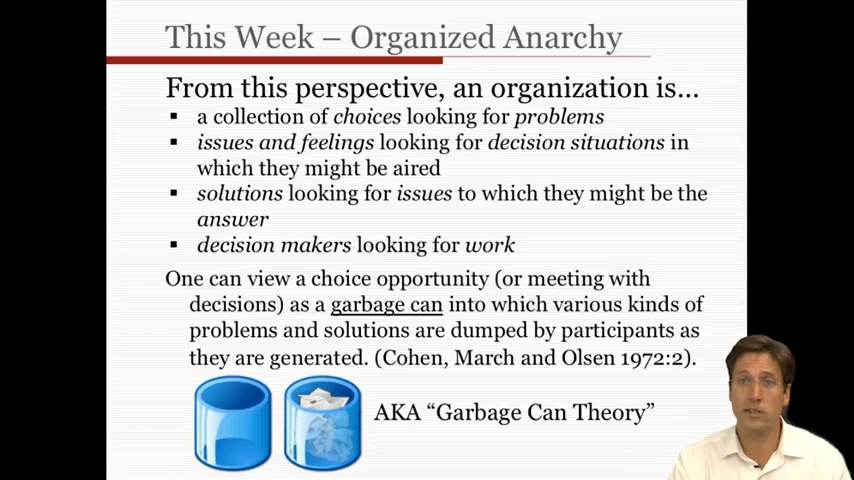 This Week – Organized Anarchy
From this perspective, an organization is...
▪ a collection of choices looking for problems
▪ issues and feelings looking for decision situations in
which they might be aired
▪ solutions looking for issues to which they might be the
answer
▪ decision makers looking for work
One can view a choice opportunity (or meeting with
decisions) as a garbage can into which various kinds of
problems and solutions are dumped by participants as
they are generated. (Cohen, March and Olsen 1972:2).
AKA “Garbage Can Theory”